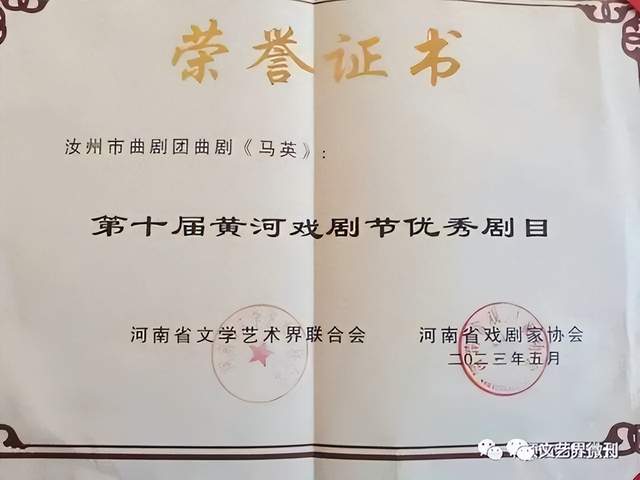 荣誉证书
汝州市曲剧团曲剧《马英》：
第十届黄河戏剧节优秀剧目
河南省文学艺术界联合会 河南省戏剧家协会
二〇二三年五月
文艺界微刊